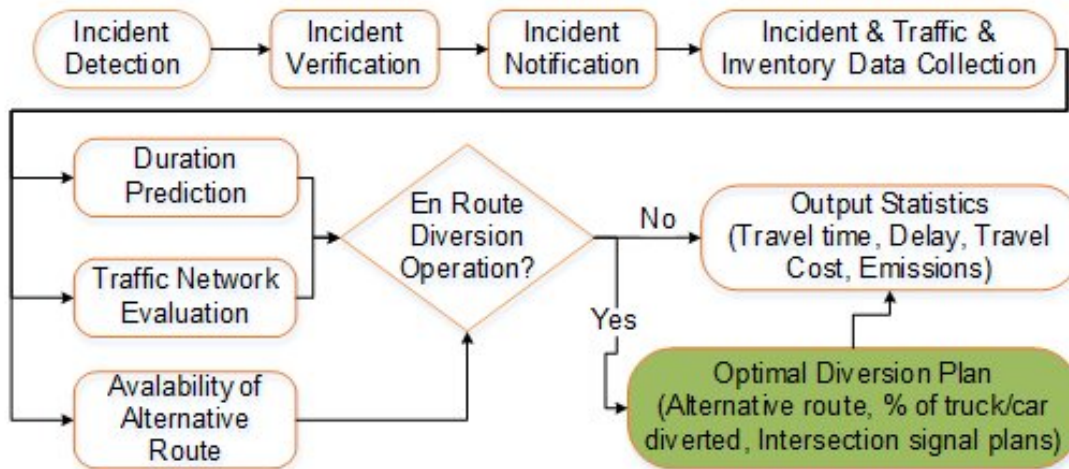 Incident
Detection
Incident
Verification
Incident
Notification
Incident & Traffic &
Inventory Data Collection
Duration
Prediction
Traffic Network
Evaluation
Avalability of
Alternative
Route
En Route
Diversion
Operation?
No
Yes
Output Statistics
(Travel time, Delay, Travel
Cost, Emissions)
Optimal Diversion Plan
(Alternative route, % of truck/car
diverted, Intersection signal plans)